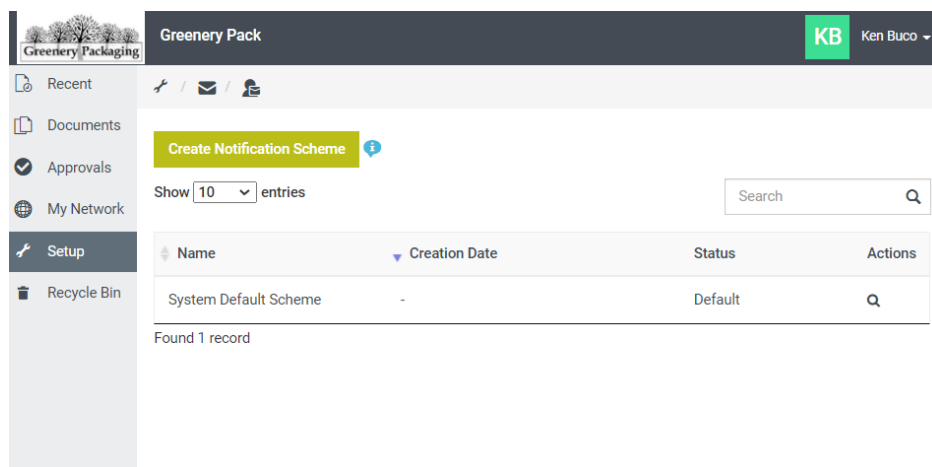 Greenery Packaging
Greenery Pack
KB
Ken Buco
Recent
Documents
Approvals
My Network
Setup
Recycle Bin
/ /
Create Notification Scheme
Show 10 entries
Search
Name Creation Date Status Actions
System Default Scheme - Default
Found 1 record